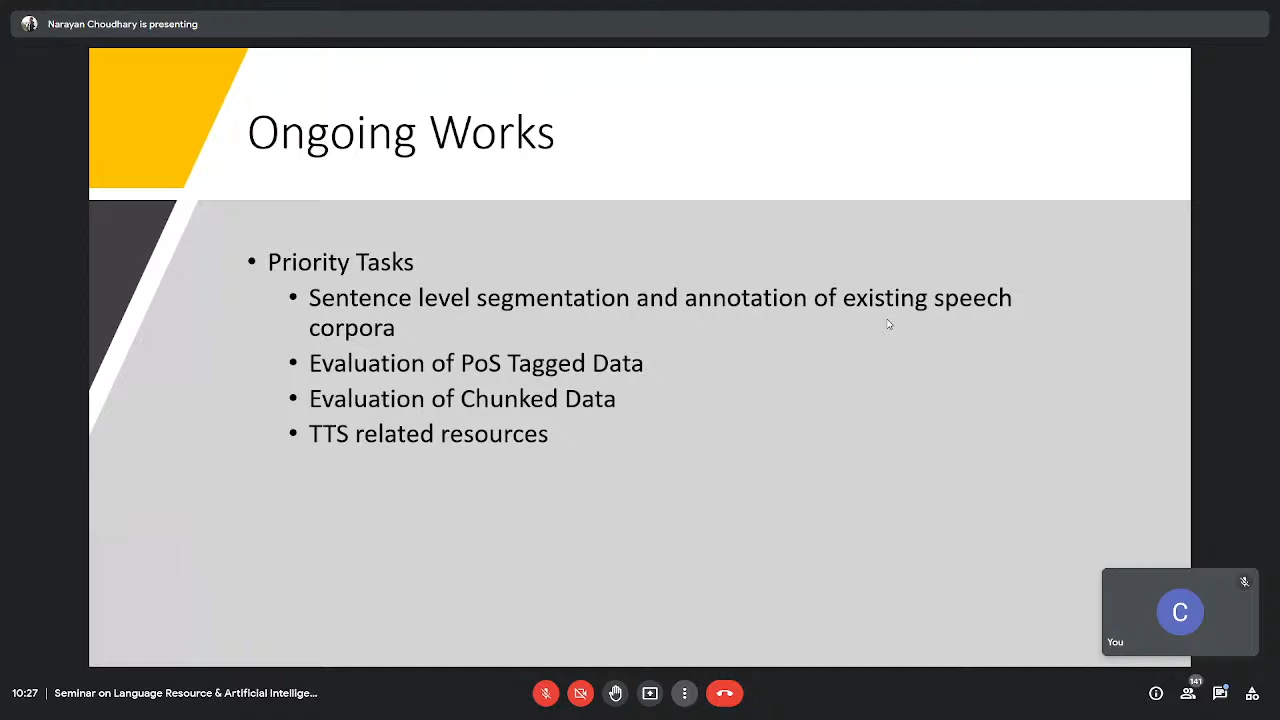 Narayan Choudhary is presenting
Ongoing Works
• Priority Tasks
• Sentence level segmentation and annotation of existing speech
corpora
• Evaluation of PoS Tagged Data
• Evaluation of Chunked Data
• TTS related resources
C
You
10:27 | Seminar on Language Resource & Artificial Intellige...
141